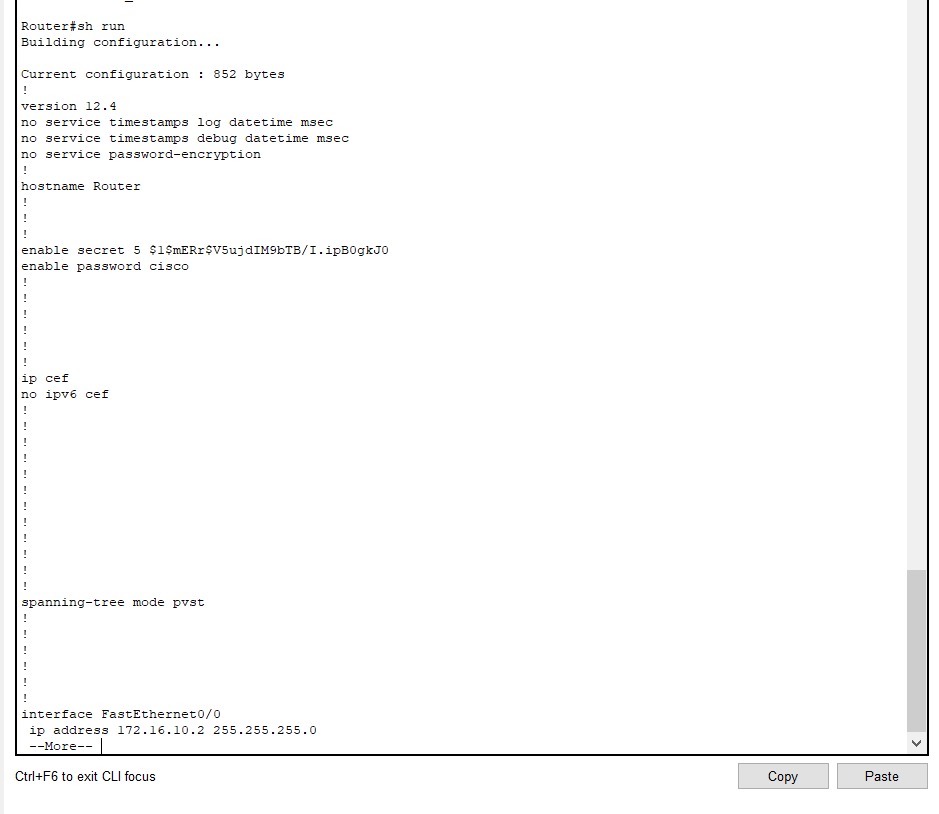 Router#sh run
Building configuration...
Current configuration : 852 bytes
!
version 12.4
no service timestamps log datetime msec
no service timestamps debug datetime msec
no service password-encryption
!
hostname Router
!
!
!
enable secret 5 $1$mERr$V5ujdIM9bTB/I.ipB0gkJ0
enable password cisco
!
!
!
!
!
!
ip cef
no ipv6 cef
!
!
!
!
!
!
!
!
!
!
!
!
spanning-tree mode pvst
!
!
!
!
!
!
interface FastEthernet0/0
 ip address 172.16.10.2 255.255.255.0
 --More--
Ctrl+F6 to exit CLI focus
Copy
Paste